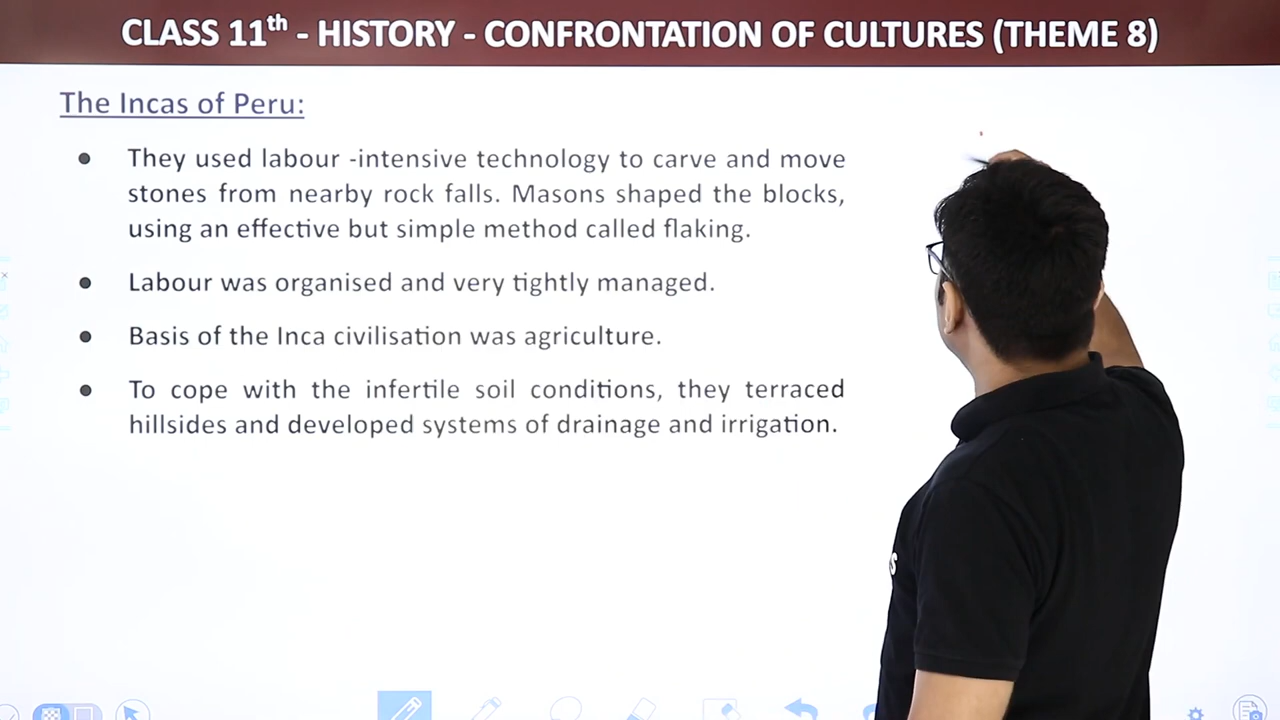 CLASS 11th - HISTORY - CONFRONTATION OF CULTURES (THEME 8)
The Incas of Peru:
● They used labour -intensive technology to carve and move
stones from nearby rock falls. Masons shaped the blocks,
using an effective but simple method called flaking.
● Labour was organised and very tightly managed.
● Basis of the Inca civilisation was agriculture.
● To cope with the infertile soil conditions, they terraced
hillsides and developed systems of drainage and irrigation.
S